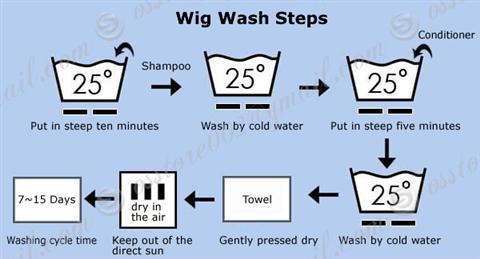 Wig Wash Steps
Conditioner
Shampoo
25°
25°
25°
Put in steep ten minutes
Wash by cold water
Put in steep five minutes
25°
7~15 Days
dry in
the air
Towel
Washing cycle time
Keep out of the
direct sun
Gently pressed dry
Wash by cold water